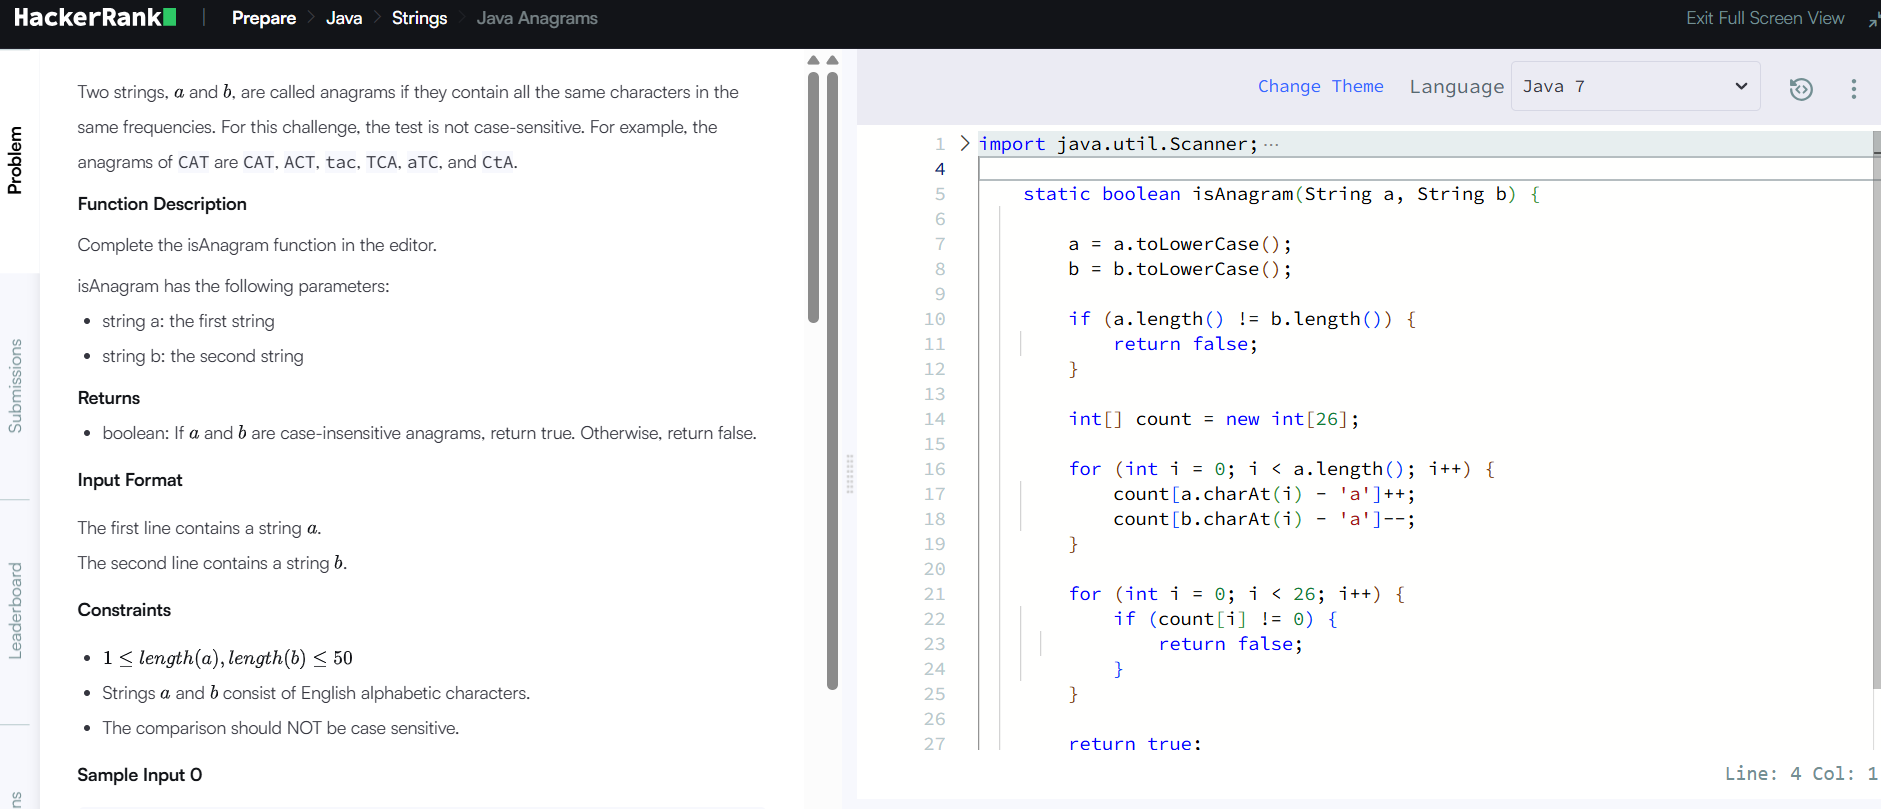 HackerRank | Prepare > Java > Strings > Java Anagrams
Exit Full Screen View
Problem
Submissions
Leaderboard
ns
Two strings, a and b, are called anagrams if they contain all the same characters in the
same frequencies. For this challenge, the test is not case-sensitive. For example, the
anagrams of CAT are CAT, ACT, tac, TCA, aTC, and CtA.
Function Description
Complete the isAnagram function in the editor.
isAnagram has the following parameters:
• string a: the first string
• string b: the second string
Returns
• boolean: If a and b are case-insensitive anagrams, return true. Otherwise, return false.
Input Format
The first line contains a string a.
The second line contains a string b.
Constraints
• 1 ≤ length(a), length(b) ≤ 50
• Strings a and b consist of English alphabetic characters.
• The comparison should NOT be case sensitive.
Sample Input 0
Change Theme Language Java 7
1 import java.util.Scanner; ···
4
5     static boolean isAnagram(String a, String b) {
6
7         a = a.toLowerCase();
8         b = b.toLowerCase();
9
10         if (a.length() != b.length()) {
11             return false;
12         }
13
14         int[] count = new int[26];
15
16         for (int i = 0; i < a.length(); i++) {
17             count[a.charAt(i) - 'a']++;
18             count[b.charAt(i) - 'a']--;
19         }
20
21         for (int i = 0; i < 26; i++) {
22             if (count[i] != 0) {
23                 return false;
24             }
25         }
26
27         return true;
Line: 4 Col: 1